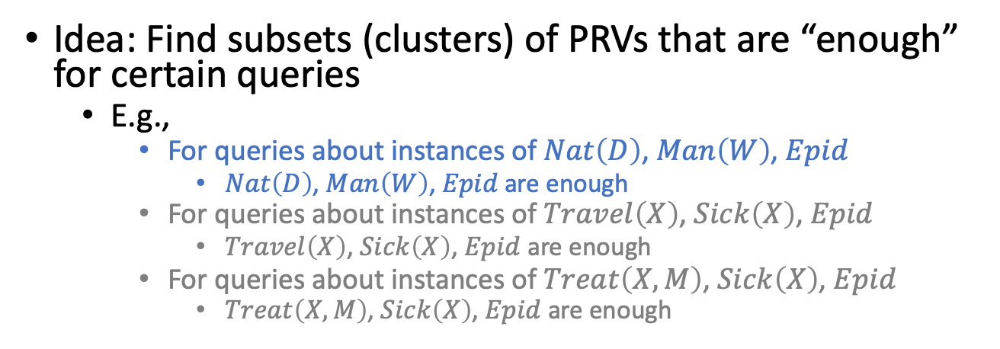 • Idea: Find subsets (clusters) of PRVs that are “enough”
for certain queries
• E.g.,
• For queries about instances of Nat(D), Man(W), Epid
• Nat(D), Man(W), Epid are enough
• For queries about instances of Travel(X), Sick(X), Epid
• Travel(X), Sick(X), Epid are enough
• For queries about instances of Treat(X, M), Sick(X), Epid
• Treat(X, M), Sick(X), Epid are enough